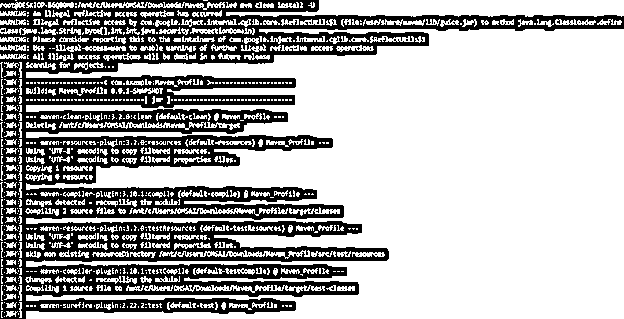 root@DESKTOP-BGQ80MB:/mnt/c/Users/OMSAI/Downloads/Maven_Profile# mvn clean install -U
WARNING: An illegal reflective access operation has occurred
WARNING: Illegal reflective access by com.google.inject.internal.cglib.core.$ReflectUtils$1 (file:/usr/share/maven/lib/guice.jar) to method java.lang.ClassLoader.define
Class(java.lang.String,byte[],int,int,java.security.ProtectionDomain)
WARNING: Please consider reporting this to the maintainers of com.google.inject.internal.cglib.core.$ReflectUtils$1
WARNING: Use --illegal-access=warn to enable warnings of further illegal reflective access operations
WARNING: All illegal access operations will be denied in a future release
[INFO] Scanning for projects...
[INFO]
[INFO] ----------------------< com.example:Maven_Profile >----------------------
[INFO] Building Maven_Profile 0.0.1-SNAPSHOT
[INFO] --------------------------------[ jar ]---------------------------------
[INFO]
[INFO] --- maven-clean-plugin:3.2.0:clean (default-clean) @ Maven_Profile ---
[INFO] Deleting /mnt/c/Users/OMSAI/Downloads/Maven_Profile/target
[INFO]
[INFO] --- maven-resources-plugin:3.2.0:resources (default-resources) @ Maven_Profile ---
[INFO] Using 'UTF-8' encoding to copy filtered resources.
[INFO] Using 'UTF-8' encoding to copy filtered properties files.
[INFO] Copying 1 resource
[INFO] Copying 0 resource
[INFO]
[INFO] --- maven-compiler-plugin:3.10.1:compile (default-compile) @ Maven_Profile ---
[INFO] Changes detected - recompiling the module!
[INFO] Compiling 2 source files to /mnt/c/Users/OMSAI/Downloads/Maven_Profile/target/classes
[INFO]
[INFO] --- maven-resources-plugin:3.2.0:testResources (default-testResources) @ Maven_Profile ---
[INFO] Using 'UTF-8' encoding to copy filtered resources.
[INFO] Using 'UTF-8' encoding to copy filtered properties files.
[INFO] skip non existing resourceDirectory /mnt/c/Users/OMSAI/Downloads/Maven_Profile/src/test/resources
[INFO]
[INFO] --- maven-compiler-plugin:3.10.1:testCompile (default-testCompile) @ Maven_Profile ---
[INFO] Changes detected - recompiling the module!
[INFO] Compiling 1 source file to /mnt/c/Users/OMSAI/Downloads/Maven_Profile/target/test-classes
[INFO]
[INFO] --- maven-surefire-plugin:2.22.2:test (default-test) @ Maven_Profile ---
[INFO]